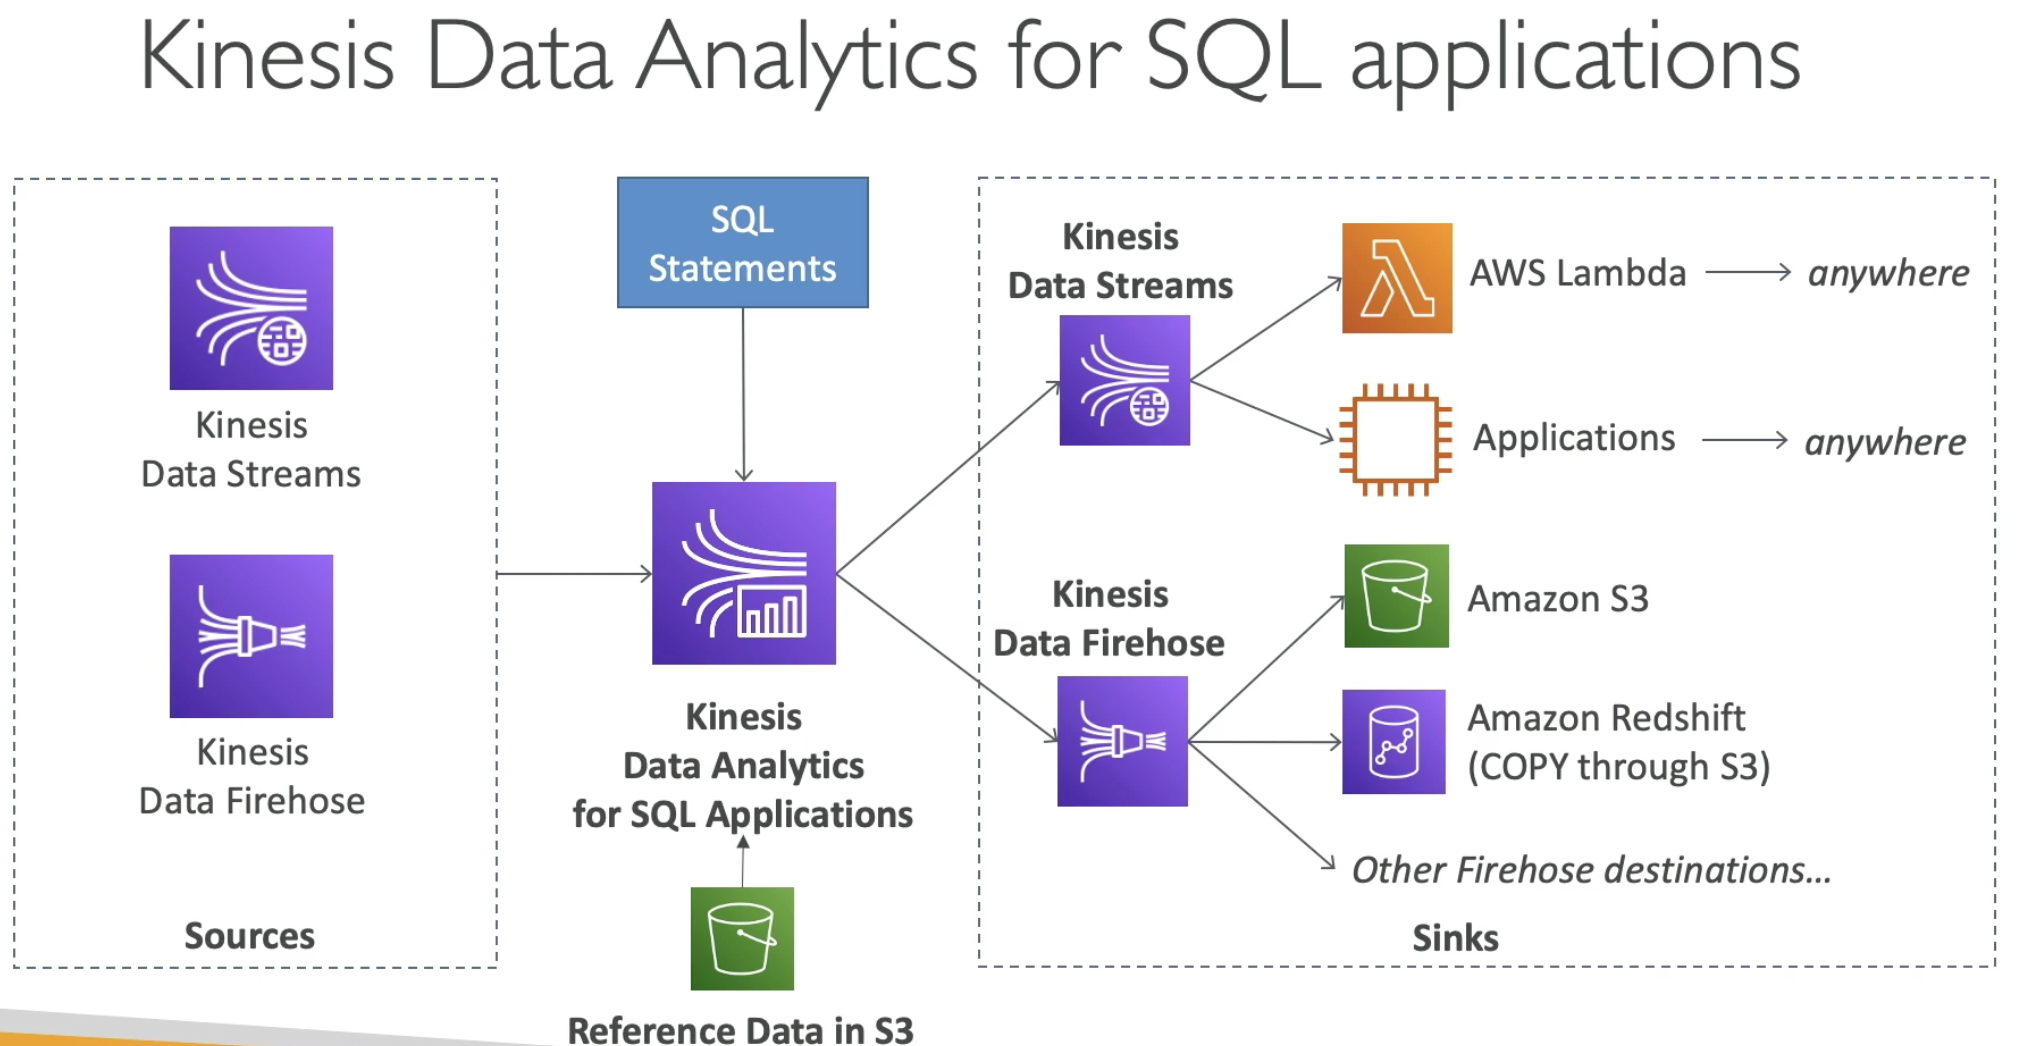 Kinesis Data Analytics for SQL applications
Kinesis
Data Streams
Kinesis
Data Firehose
Sources
SQL
Statements
Kinesis
Data Analytics
for SQL Applications
Reference Data in S3
Kinesis
Data Streams
AWS Lambda
anywhere
Applications
anywhere
Kinesis
Data Firehose
Amazon S3
Amazon Redshift
(COPY through S3)
Other Firehose destinations...
Sinks